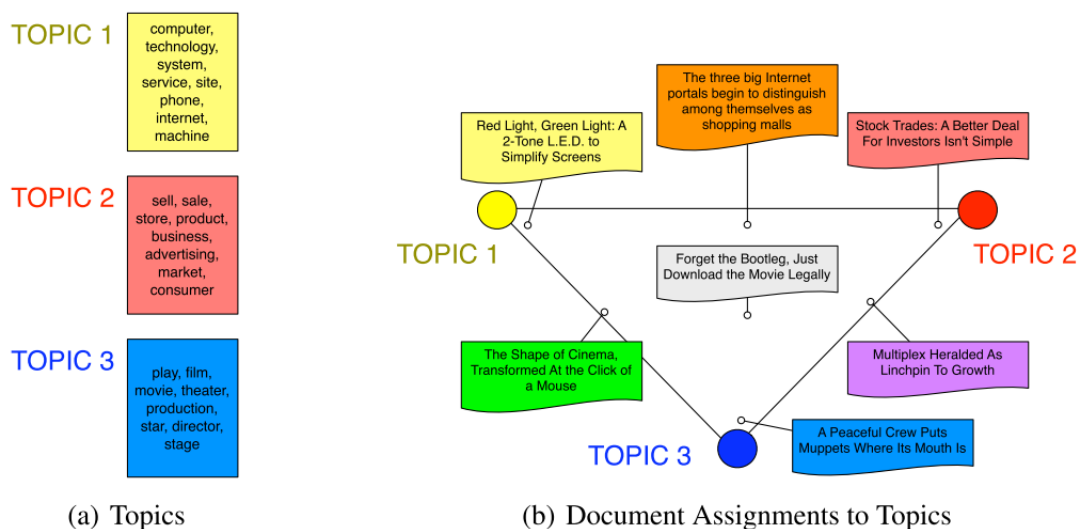 TOPIC 1
computer,
technology,
system,
service, site,
phone,
internet,
machine
TOPIC 2
sell, sale,
store, product,
business,
advertising,
market,
consumer
TOPIC 3
play, film,
movie, theater,
production,
star, director,
stage
(a) Topics
The three big Internet
portals begin to distinguish
among themselves as
shopping malls
Red Light, Green Light: A
2-Tone L.E.D. to
Simplify Screens
Stock Trades: A Better Deal
For Investors Isn't Simple
TOPIC 1
TOPIC 2
Forget the Bootleg, Just
Download the Movie Legally
The Shape of Cinema,
Transformed At the Click of
a Mouse
Multiplex Heralded As
Linchpin To Growth
TOPIC 3
A Peaceful Crew Puts
Muppets Where Its Mouth Is
(b) Document Assignments to Topics